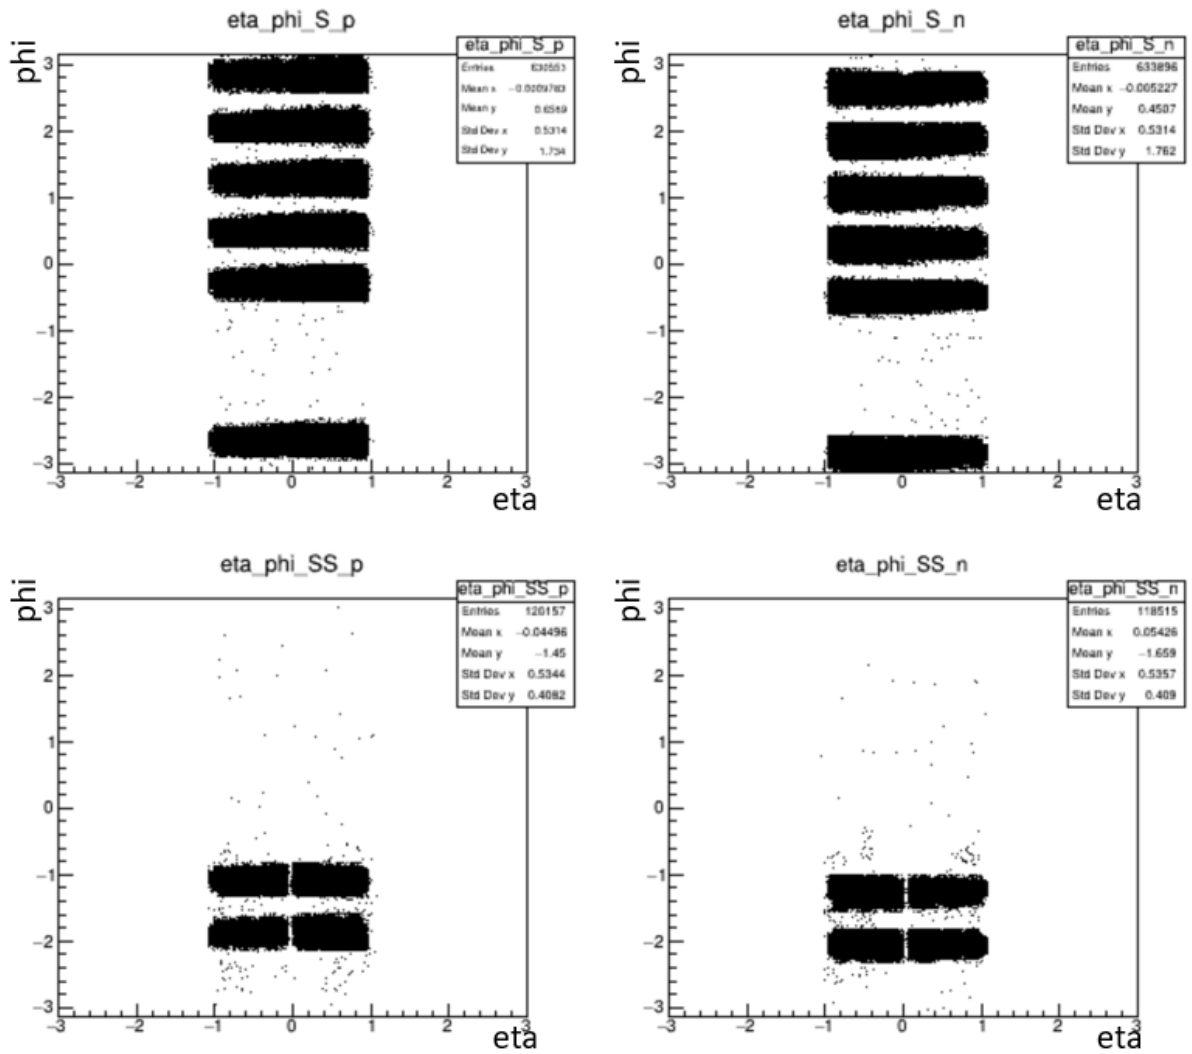 eta_phi_S_p
phi
eta_phi_S_p
Entries
Mean x
Mean y
Std Dev x 0.5314
Std Dev y 1.734
3
2
1
0
−1
−2
−3
−3 −2 −1 0 1 2 3
eta
eta_phi_S_n
phi
eta_phi_S_n
Entries 633896
Mean x −0.005227
Mean y 0.4507
Std Dev x 0.5314
Std Dev y 1.762
3
2
1
0
−1
−2
−3
−3 −2 −1 0 1 2 3
eta
eta_phi_SS_p
phi
eta_phi_SS_p
Entries 120157
Mean x −0.04496
Mean y −1.45
Std Dev x 0.5344
Std Dev y 0.4082
3
2
1
0
−1
−2
−3
−3 −2 −1 0 1 2 3
eta
eta_phi_SS_n
phi
eta_phi_SS_n
Entries 118515
Mean x 0.05426
Mean y −1.659
Std Dev x 0.5357
Std Dev y 0.409
3
2
1
0
−1
−2
−3
−3 −2 −1 0 1 2 3
eta